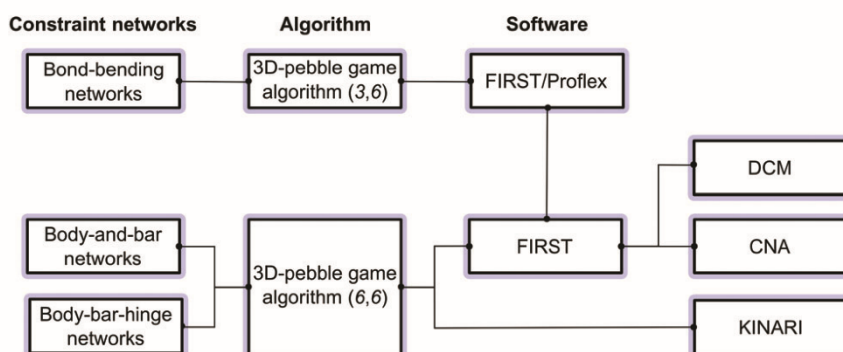 Constraint networks
Algorithm
Software
Bond-bending
networks
3D-pebble game
algorithm (3,6)
FIRST/Proflex
DCM
Body-and-bar
networks
3D-pebble game
algorithm (6,6)
FIRST
CNA
Body-bar-hinge
networks
KINARI